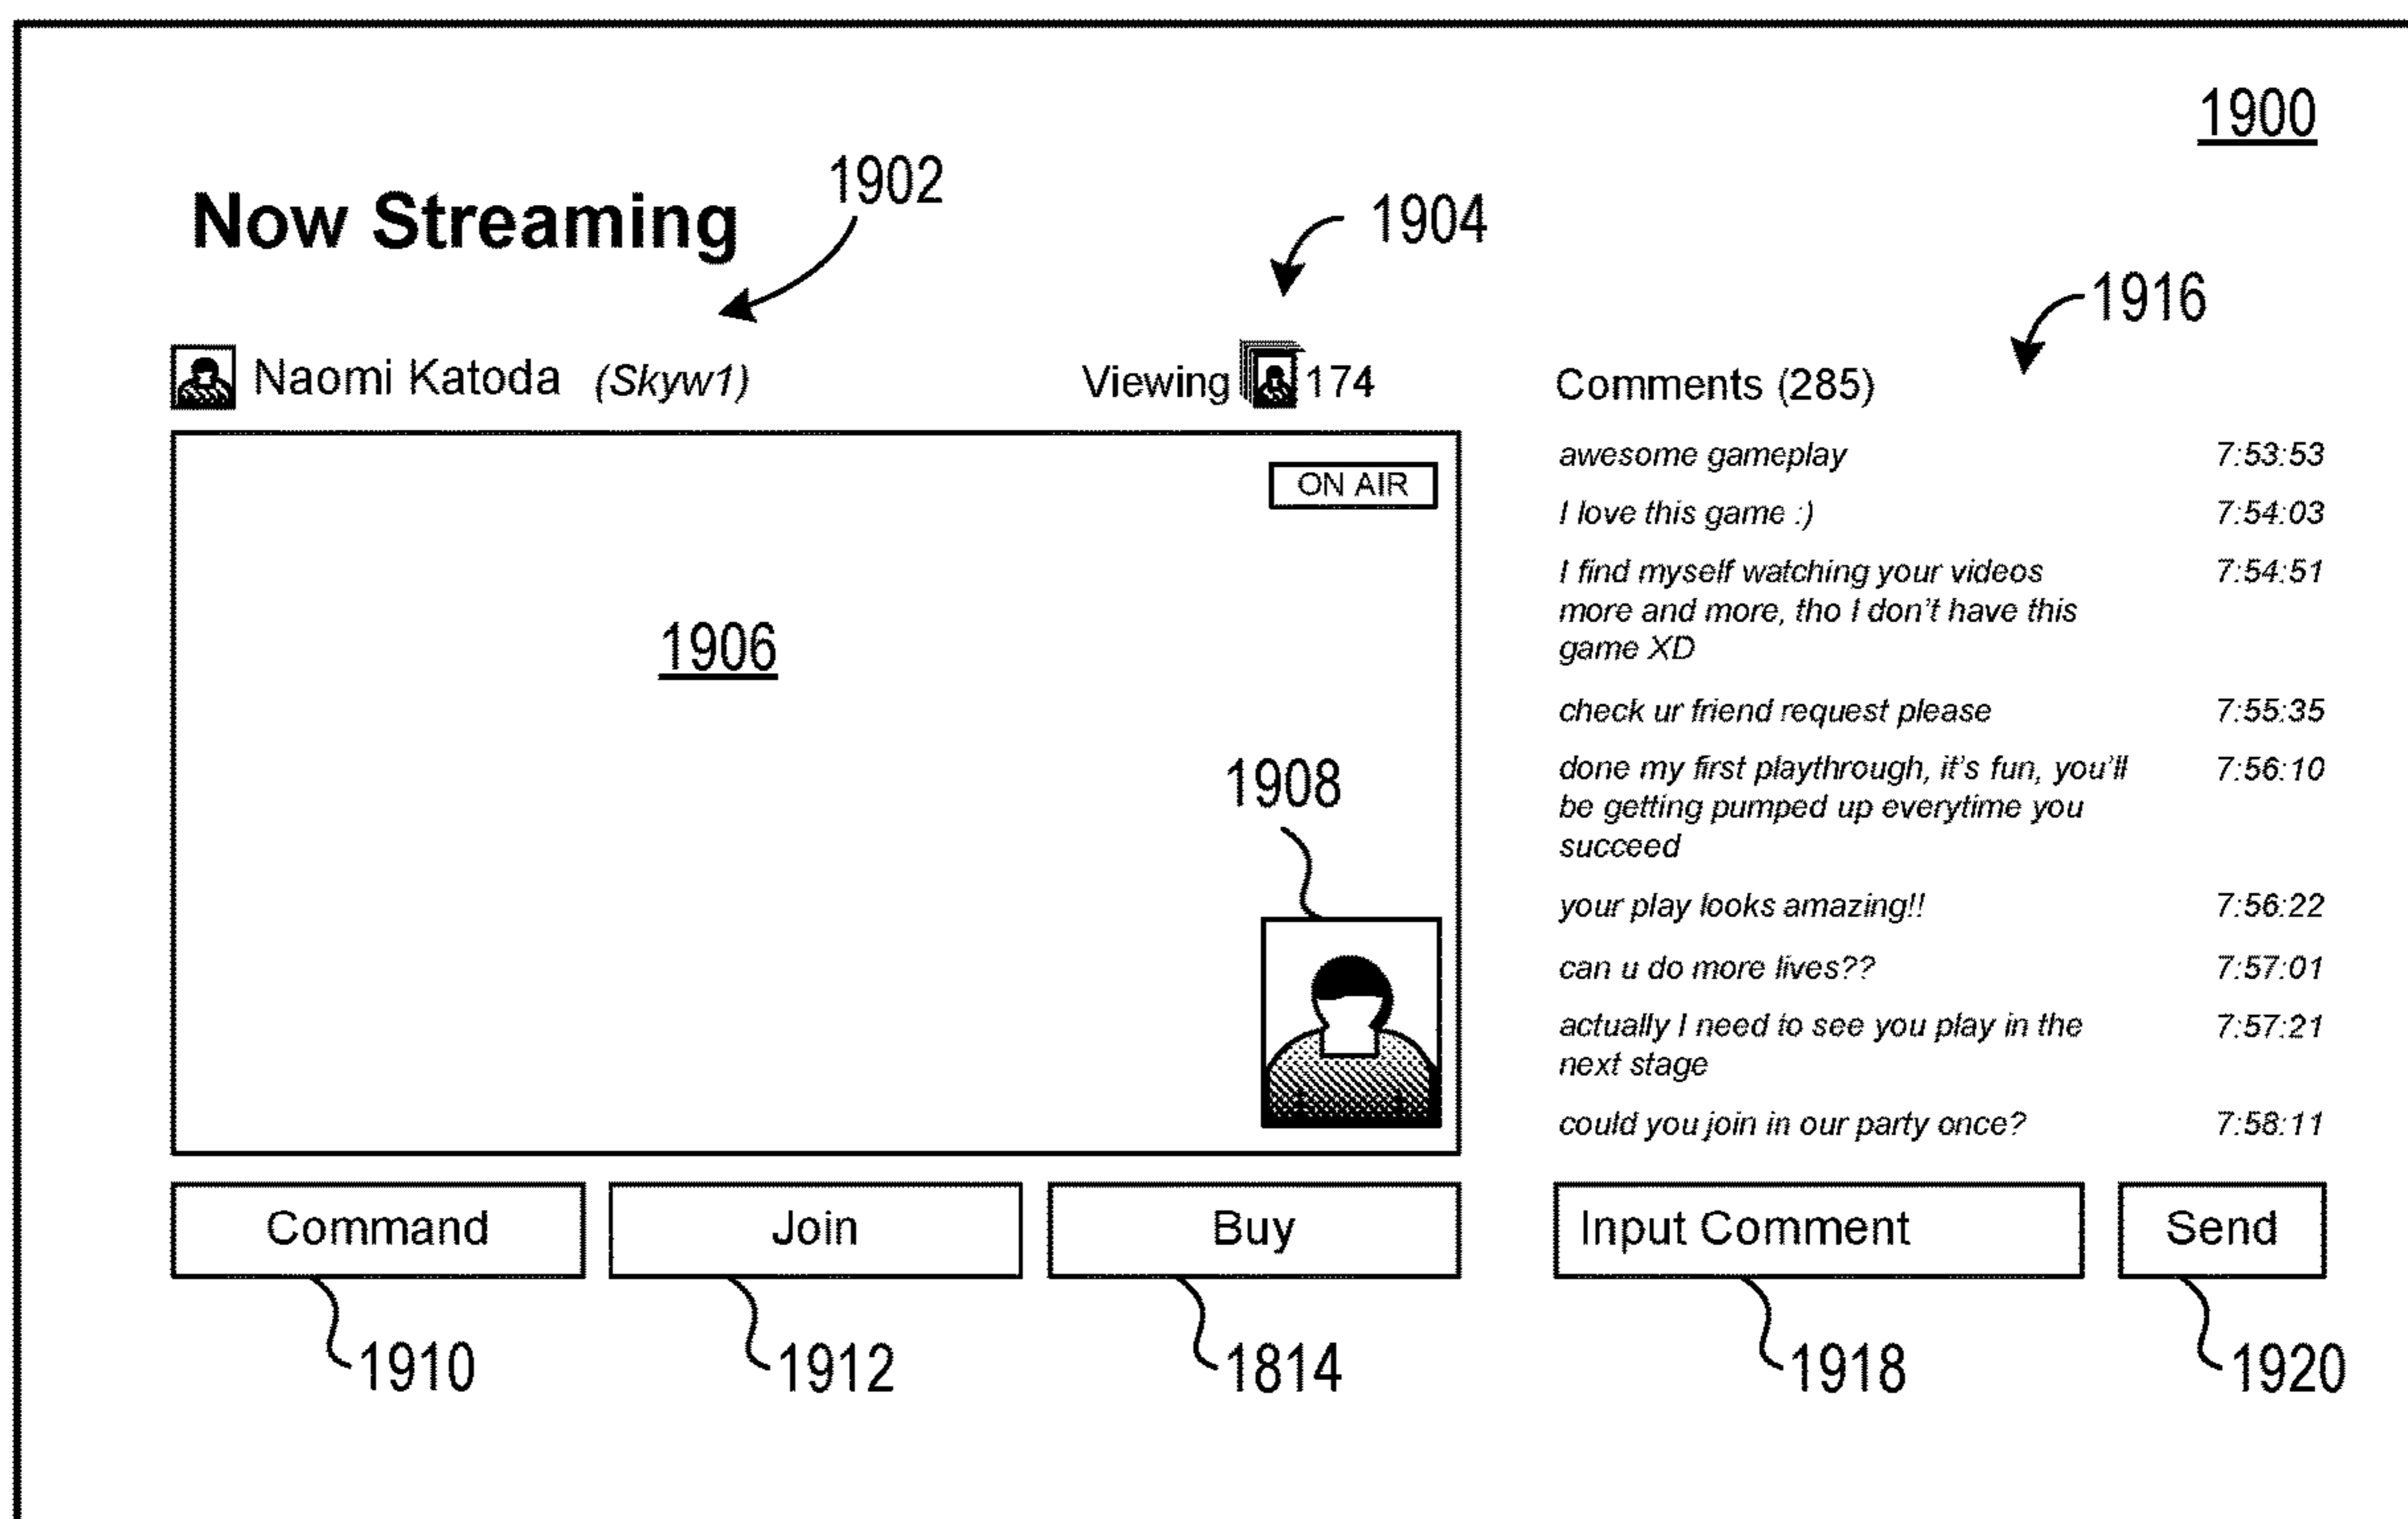 1900
Now Streaming
1902
1904
1916
Naomi Katoda (Skyw1)
Viewing 174
Comments (285)
ON AIR
1906
1908
awesome gameplay 7:53:53
I love this game :) 7:54:03
I find myself watching your videos 7:54:51
more and more, tho I don't have this
game XD
check ur friend request please 7:55:35
done my first playthrough, it's fun, you'll 7:56:10
be getting pumped up everytime you
succeed
your play looks amazing!! 7:56:22
can u do more lives?? 7:57:01
actually I need to see you play in the 7:57:21
next stage
could you join in our party once? 7:58:11
Command
Join
Buy
Input Comment
Send
1910
1912
1814
1918
1920